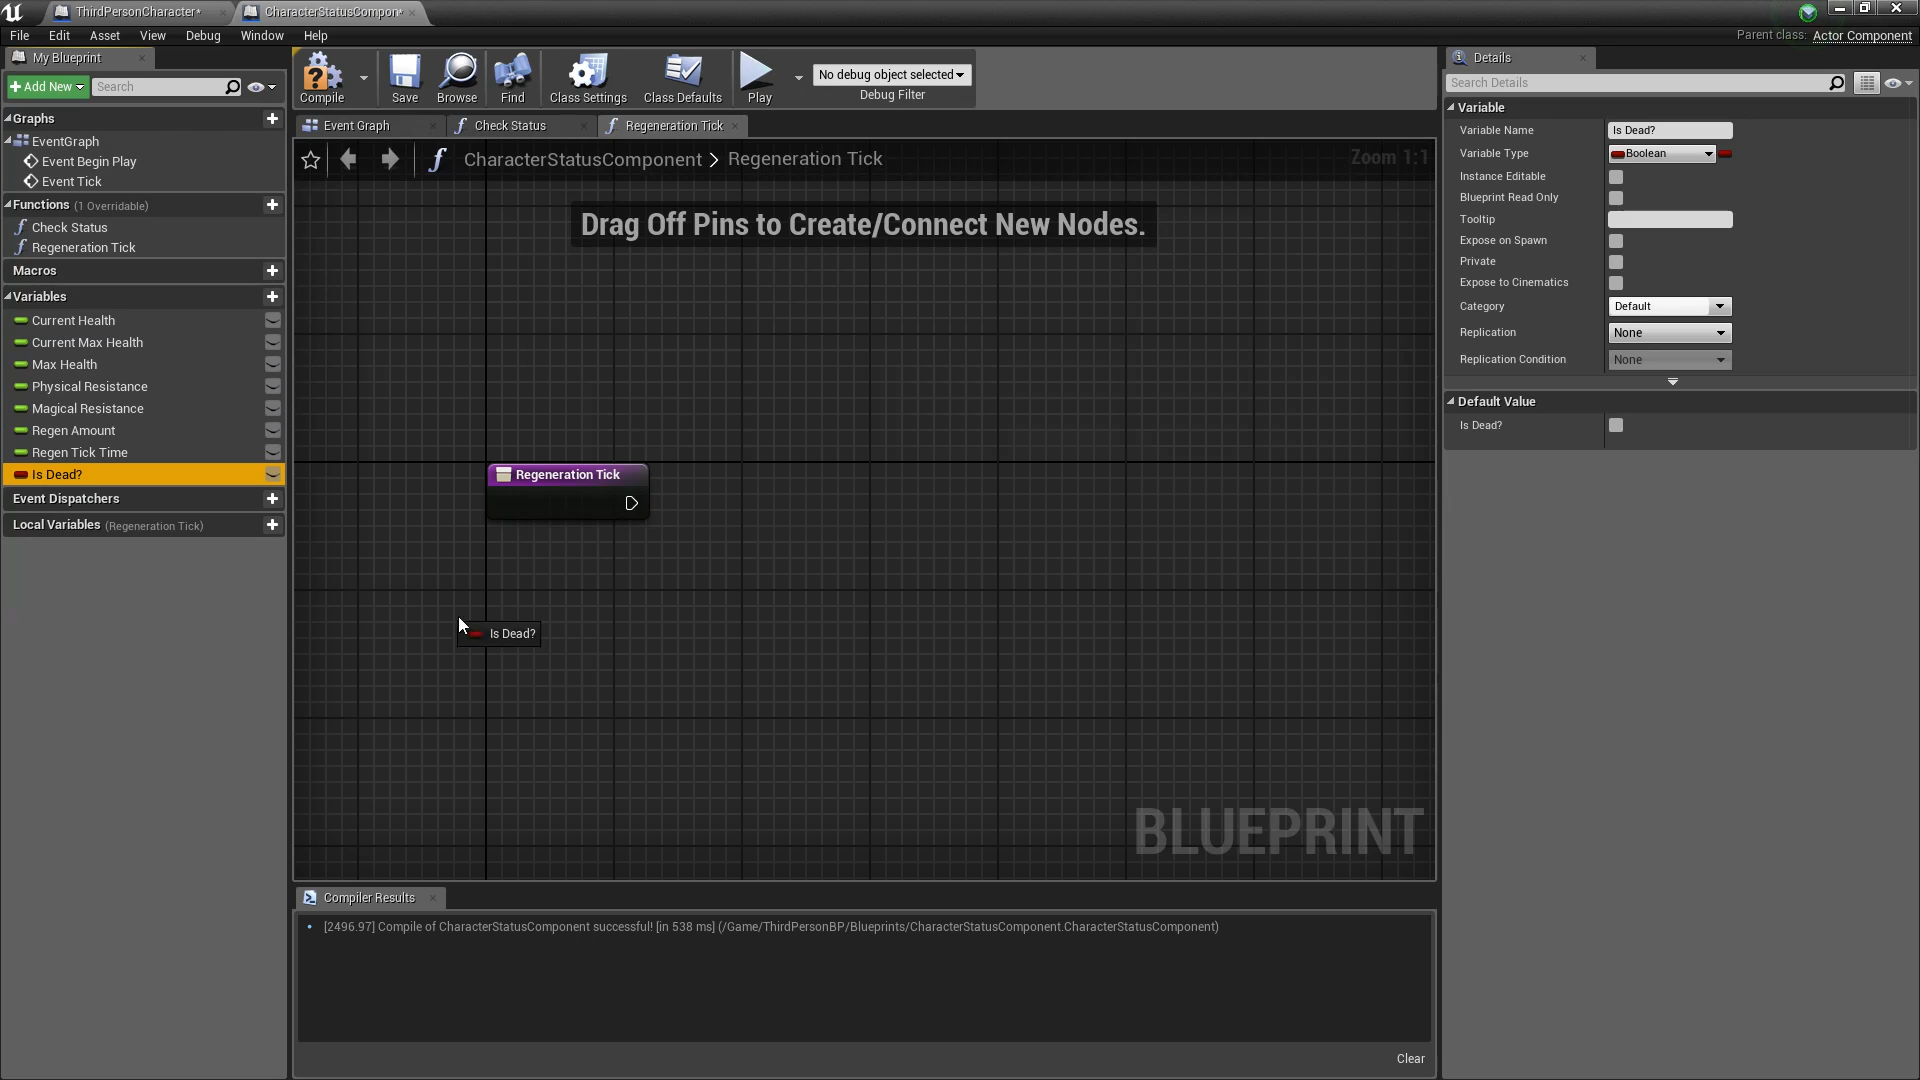 ThirdPersonCharacter*
CharacterStatusCompon*
File Edit Asset View Debug Window Help
Parent class: Actor Component
My Blueprint
Add New
Search
Graphs
EventGraph
Event Begin Play
Event Tick
Functions (1 Overridable)
Check Status
Regeneration Tick
Macros
Variables
Current Health
Current Max Health
Max Health
Physical Resistance
Magical Resistance
Regen Amount
Regen Tick Time
Is Dead?
Event Dispatchers
Local Variables (Regeneration Tick)
Compile Save Browse Find Class Settings Class Defaults Play
No debug object selected
Debug Filter
Event Graph Check Status Regeneration Tick
CharacterStatusComponent > Regeneration Tick
Zoom 1:1
Drag Off Pins to Create/Connect New Nodes.
Regeneration Tick
Is Dead?
BLUEPRINT
Compiler Results
[2496.97] Compile of CharacterStatusComponent successful! [in 538 ms] (/Game/ThirdPersonBP/Blueprints/CharacterStatusComponent.CharacterStatusComponent)
Clear
Details
Search Details
Variable
Variable Name Is Dead?
Variable Type Boolean
Instance Editable
Blueprint Read Only
Tooltip
Expose on Spawn
Private
Expose to Cinematics
Category Default
Replication None
Replication Condition None
Default Value
Is Dead?